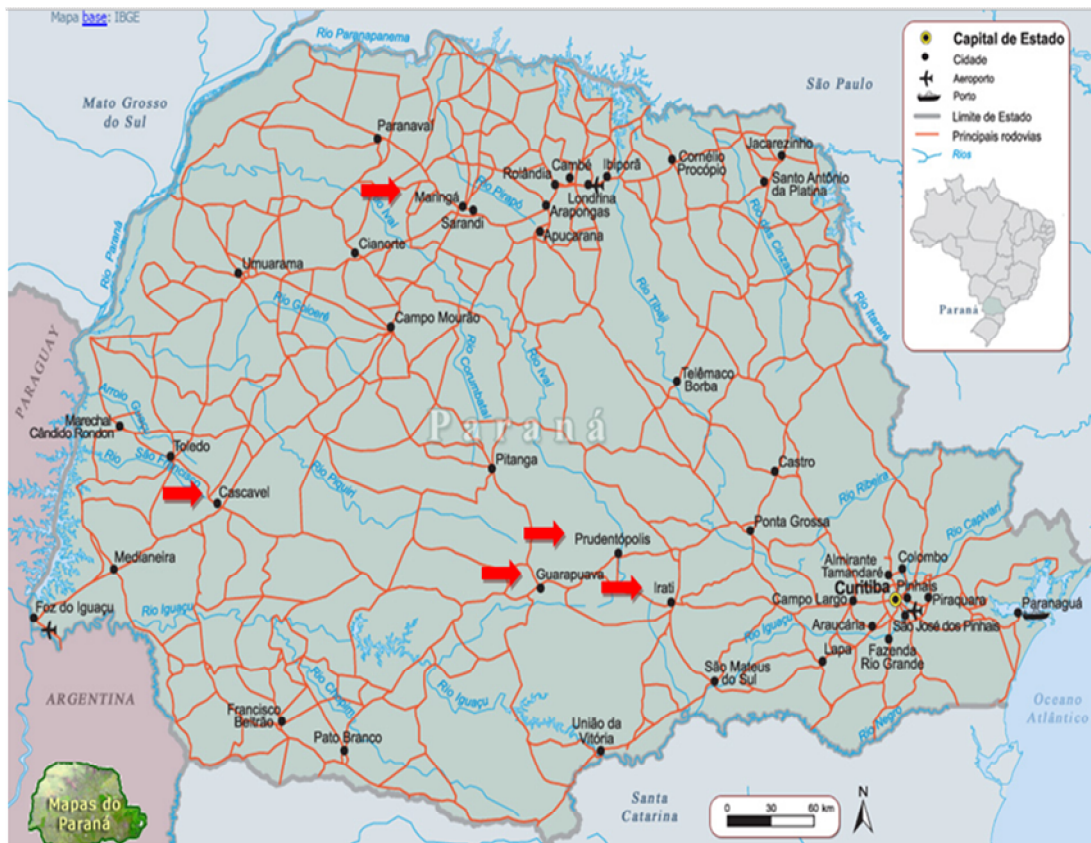 Mapa base: IBGE
Rio Paranapanema
Mato Grosso
do Sul
São Paulo
Capital de Estado
Cidade
Aeroporto
Porto
Limite de Estado
Principais rodovias
Rios
Paraná
Paranavaí
Maringá
Sarandi
Rio Ivaí
Rio Pirapó
Rolândia
Cambé
Ibiporã
Londrina
Arapongas
Apucarana
Cornélio
Procópio
Jacarezinho
Santo Antônio
da Platina
Rio das Cinzas
Rio Itararé
Rio Paraná
Cianorte
Umuarama
Rio Goioerê
Campo Mourão
Rio Corumbataí
Rio Ivaí
Rio Tibaji
Telêmaco
Borba
PARAGUAY
Arroio Guaçu
Marechal
Cândido Rondon
Toledo
Rio São Francisco
Cascavel
Paraná
Pitanga
Rio Piquiri
Castro
Rio Ribeira
Rio Capivari
Ponta Grossa
Prudentópolis
Guarapuava
Irati
Medianeira
Foz do Iguaçu
Rio Iguaçu
Almirante
Tamandaré
Colombo
Curitiba
Pinhais
Piraquara
Campo Largo
Araucária
São José dos Pinhais
Paranaguá
Rio Iguaçu
Lapa
Fazenda
Rio Grande
São Mateus
do Sul
Rio Negro
ARGENTINA
Rio Chopim
Rio Iguaçu
Francisco
Beltrão
Pato Branco
União da
Vitória
Oceano
Atlântico
Santa
Catarina
Mapas do
Paraná
0 30 60 km
N